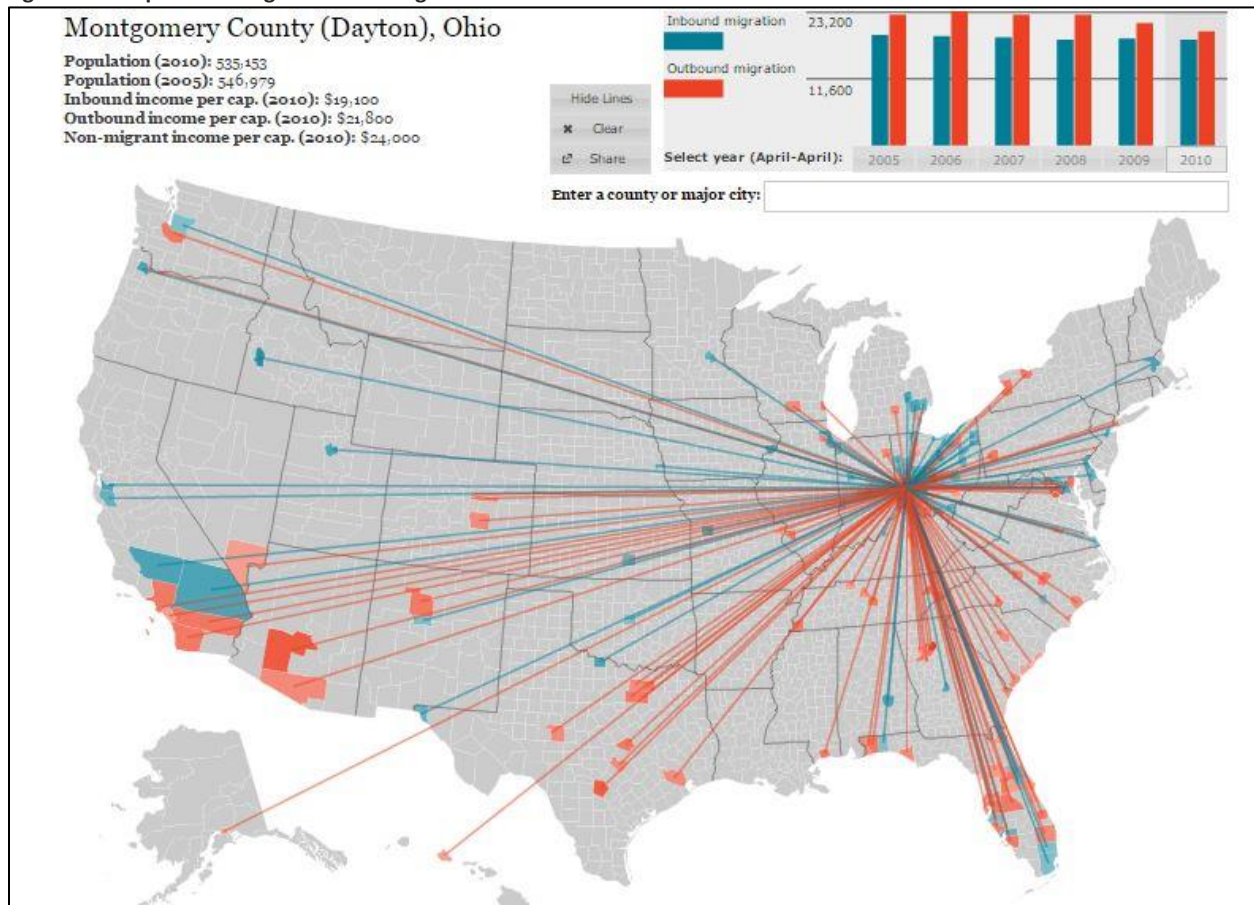 Montgomery County (Dayton), Ohio
Population (2010): 535,153
Population (2005): 546,979
Inbound income per cap. (2010): $19,100
Outbound income per cap. (2010): $21,800
Non-migrant income per cap. (2010): $24,000
Hide Lines
Clear
Share
Inbound migration
Outbound migration
23,200
11,600
Select year (April-April): 2005 2006 2007 2008 2009 2010
Enter a county or major city: